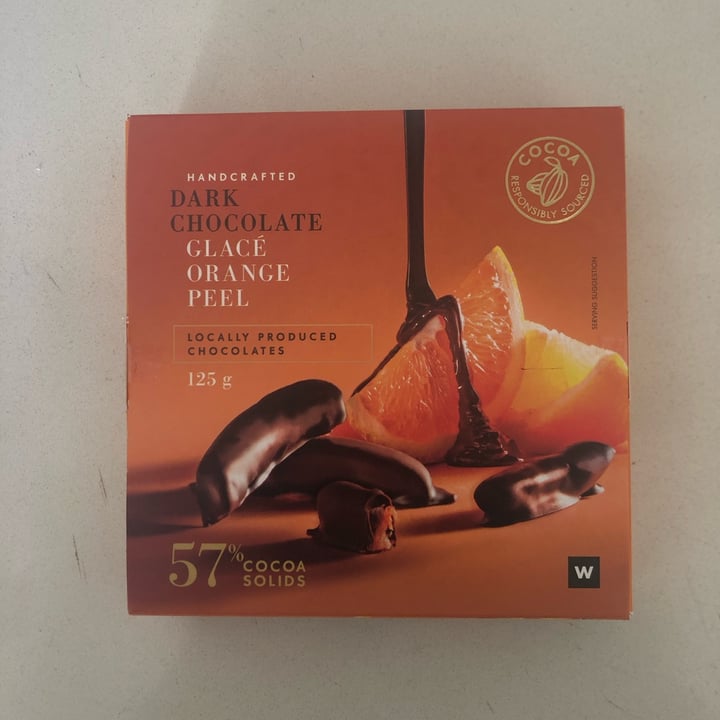 HANDCRAFTED
DARK
CHOCOLATE
GLACÉ
ORANGE
PEEL
LOCALLY PRODUCED
CHOCOLATES
125 g
COCOA
RESPONSIBLY SOURCED
SERVING SUGGESTION
57% COCOA
SOLIDS
W